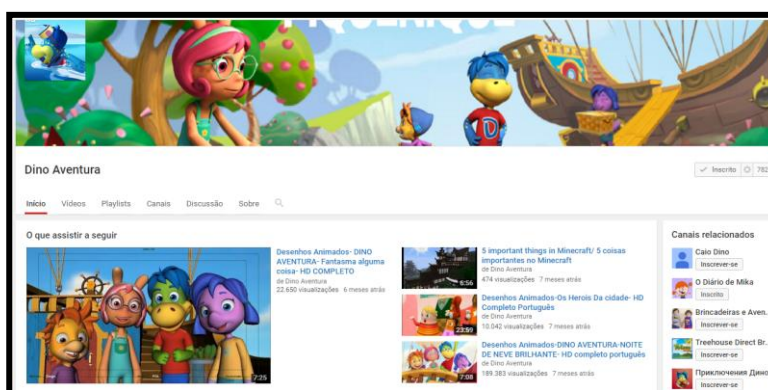 PIQUENIQUE
Dino Aventura
Inscrito 782
Início Vídeos Playlists Canais Discussão Sobre
O que assistir a seguir
Desenhos Animados- DINO
AVENTURA- Fantasma alguma
coisa- HD COMPLETO
de Dino Aventura
22.650 visualizações 6 meses atrás
7:25
5 important things in Minecraft/ 5 coisas
importantes no Minecraft
de Dino Aventura
474 visualizações 7 meses atrás
6:56
Desenhos Animados-Os Herois Da cidade- HD
Completo Português
de Dino Aventura
10.042 visualizações 7 meses atrás
23:59
Desenhos Animados-DINO AVENTURA-NOITE
DE NEVE BRILHANTE- HD completo português
de Dino Aventura
189.383 visualizações 7 meses atrás
7:08
Canais relacionados
Caio Dino
Inscrever-se
O Diário de Mika
Inscrito
Brincadeiras e Aven..
Inscrever-se
Treehouse Direct Br..
Inscrever-se
Приключения Дино
Inscrever-se
D